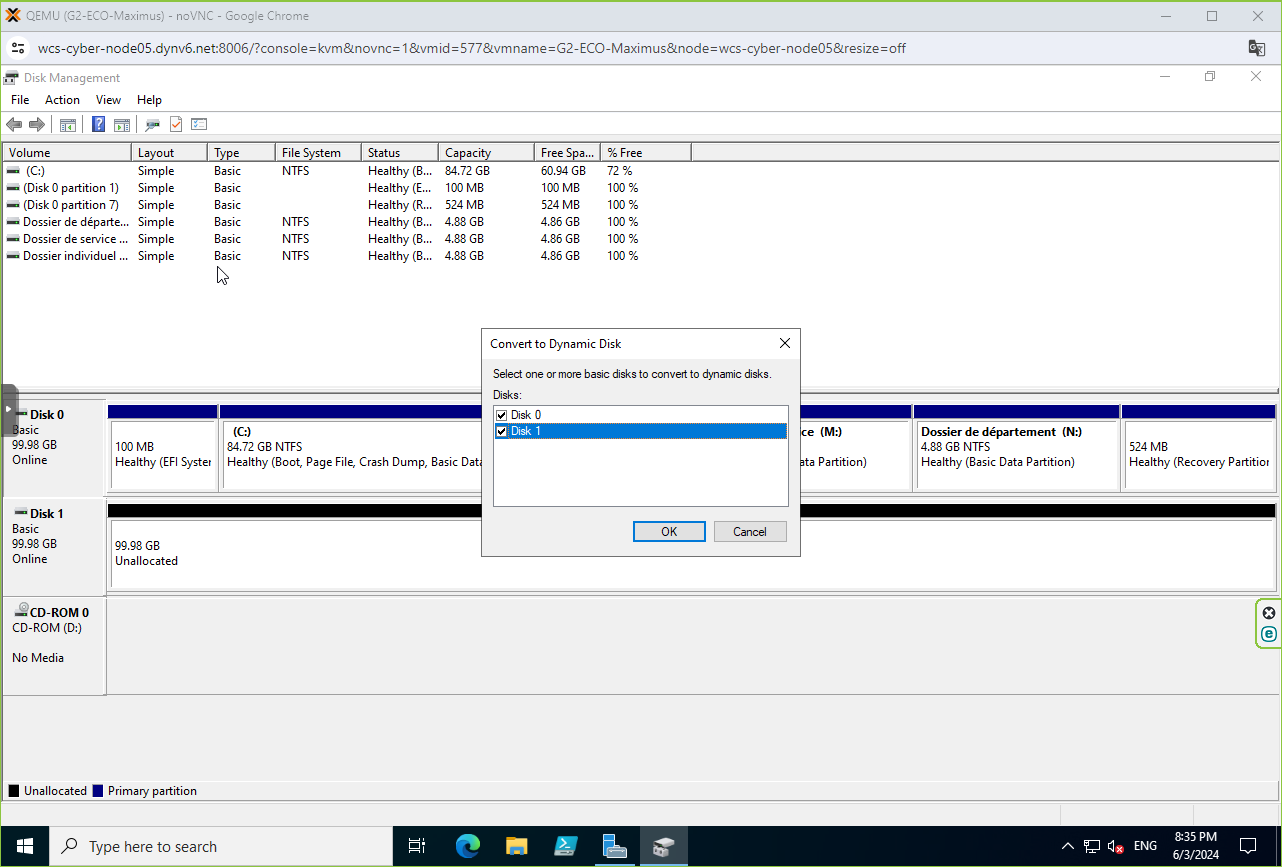 QEMU (G2-ECO-Maximus) - noVNC - Google Chrome
wcs-cyber-node05.dynv6.net:8006/?console=kvm&novnc=1&vmid=577&vmname=G2-ECO-Maximus&node=wcs-cyber-node05&resize=off
Disk Management
File Action View Help
Volume Layout Type File System Status Capacity Free Spa... % Free
(C:) Simple Basic NTFS Healthy (B... 84.72 GB 60.94 GB 72 %
(Disk 0 partition 1) Simple Basic Healthy (E... 100 MB 100 MB 100 %
(Disk 0 partition 7) Simple Basic Healthy (R... 524 MB 524 MB 100 %
Dossier de départe... Simple Basic NTFS Healthy (B... 4.88 GB 4.86 GB 100 %
Dossier de service ... Simple Basic NTFS Healthy (B... 4.88 GB 4.86 GB 100 %
Dossier individuel ... Simple Basic NTFS Healthy (B... 4.88 GB 4.86 GB 100 %
Convert to Dynamic Disk
Select one or more basic disks to convert to dynamic disks.
Disks:
Disk 0
Disk 1
OK Cancel
Disk 0
Basic
99.98 GB
Online
100 MB
Healthy (EFI System
(C:)
84.72 GB NTFS
Healthy (Boot, Page File, Crash Dump, Basic Data
ce (M:)
ata Partition)
Dossier de département (N:)
4.88 GB NTFS
Healthy (Basic Data Partition)
524 MB
Healthy (Recovery Partition
Disk 1
Basic
99.98 GB
Online
99.98 GB
Unallocated
CD-ROM 0
CD-ROM (D:)
No Media
Unallocated Primary partition
Type here to search
ENG
8:35 PM
6/3/2024